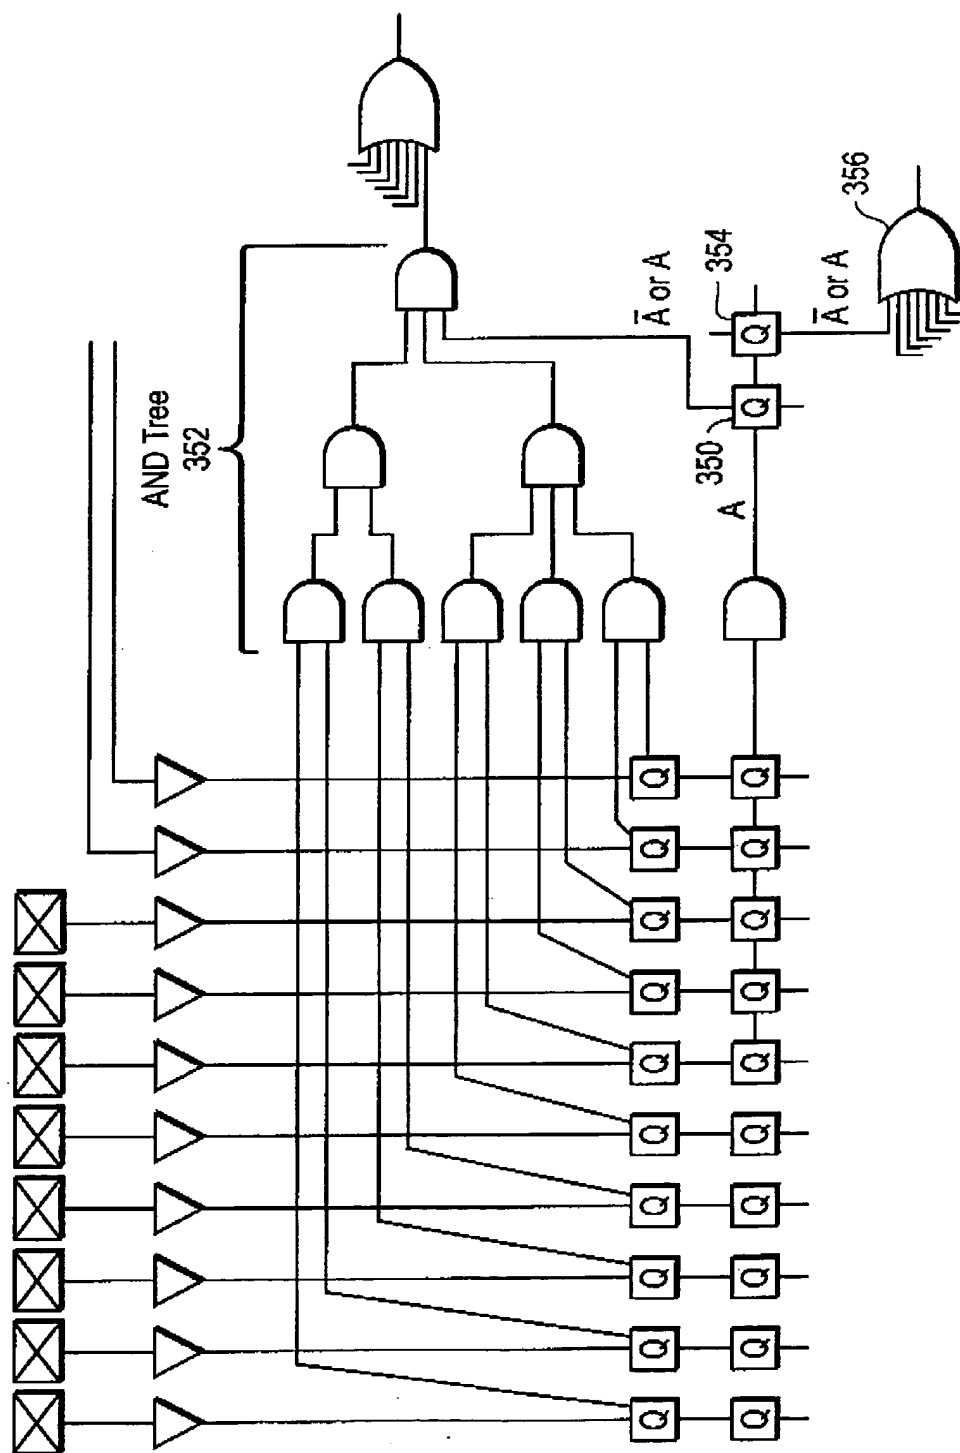 AND Tree
352
Q Q Q Q Q Q Q Q Q Q
A̅ or A
350
354
A
Q Q Q Q Q Q Q Q Q Q Q Q
A̅ or A
356